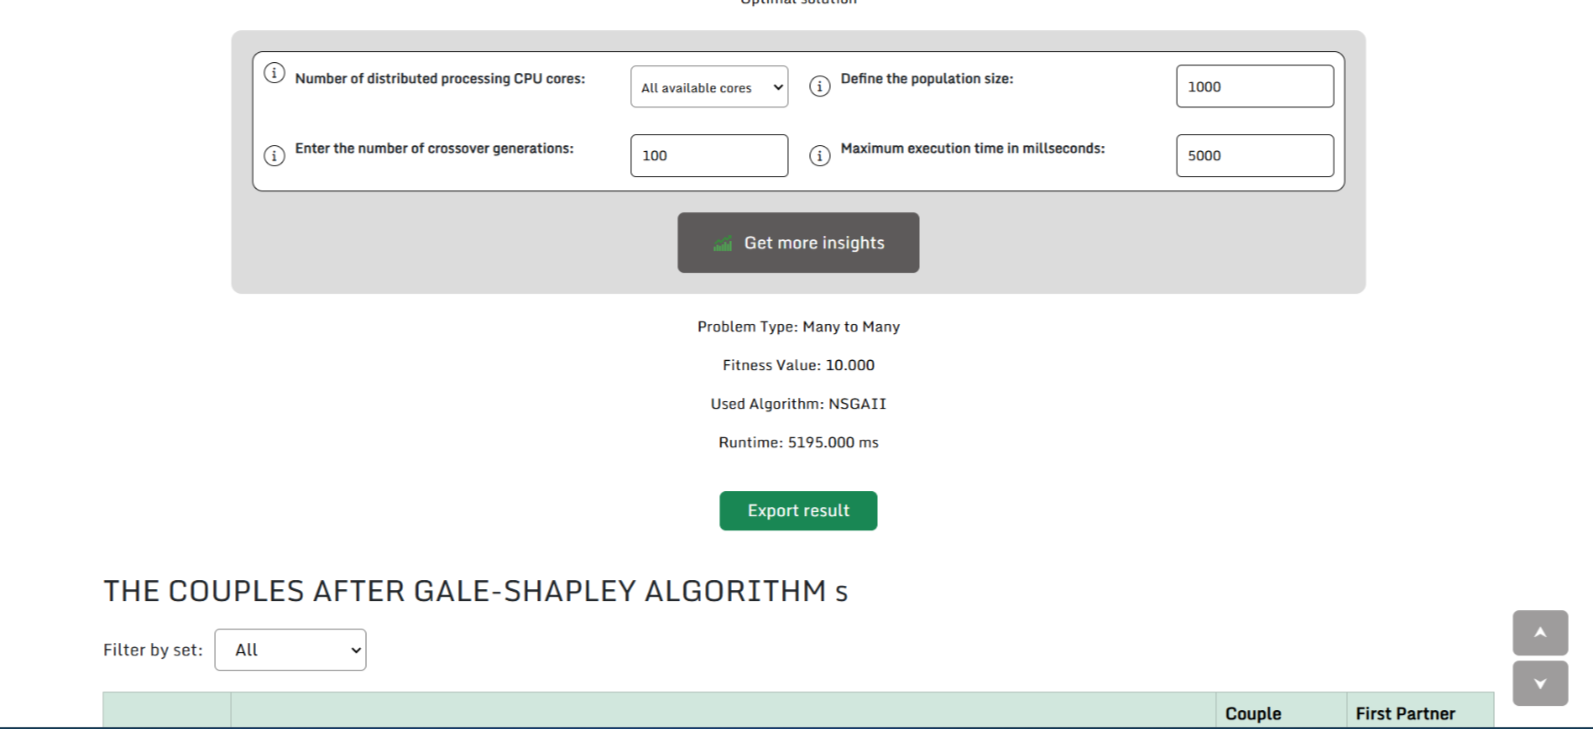 Optimal solution
Number of distributed processing CPU cores:
All available cores
Define the population size:
1000
Enter the number of crossover generations:
100
Maximum execution time in millseconds:
5000
Get more insights
Problem Type: Many to Many
Fitness Value: 10.000
Used Algorithm: NSGAII
Runtime: 5195.000 ms
Export result
THE COUPLES AFTER GALE-SHAPLEY ALGORITHM s
Filter by set:
All
Couple
First Partner